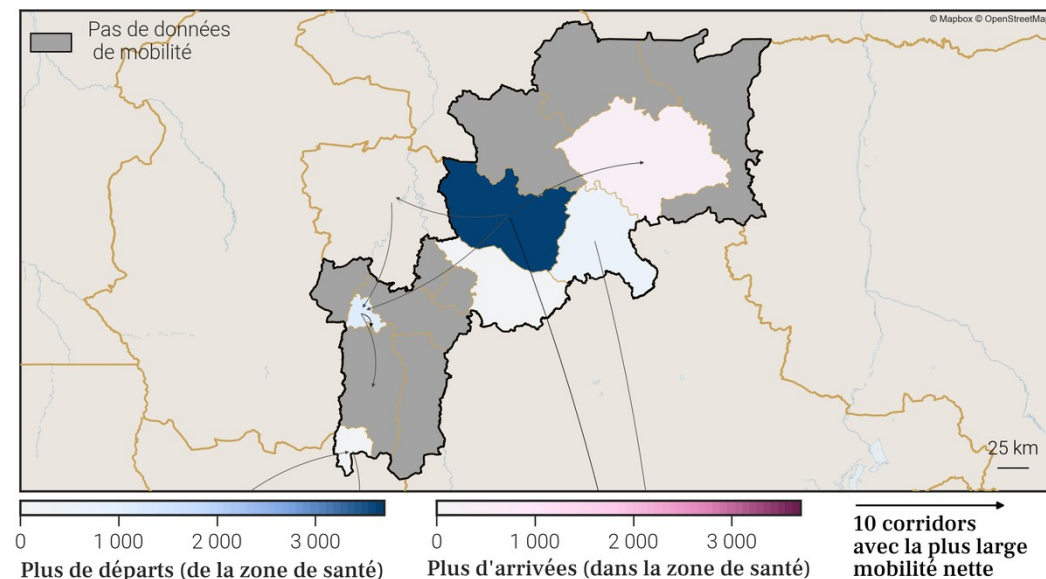 © Mapbox © OpenStreetMap
Pas de données
de mobilité
25 km
0 1 000 2 000 3 000
Plus de départs (de la zone de santé)
0 1 000 2 000 3 000
Plus d'arrivées (dans la zone de santé)
10 corridors
avec la plus large
mobilité nette